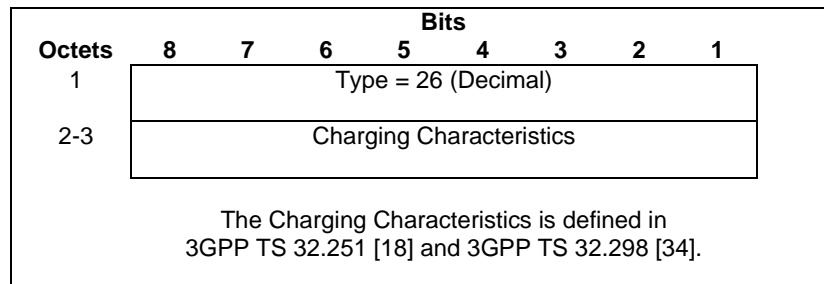 Bits
Octets 8 7 6 5 4 3 2 1
1 Type = 26 (Decimal)
2-3 Charging Characteristics
The Charging Characteristics is defined in
3GPP TS 32.251 [18] and 3GPP TS 32.298 [34].